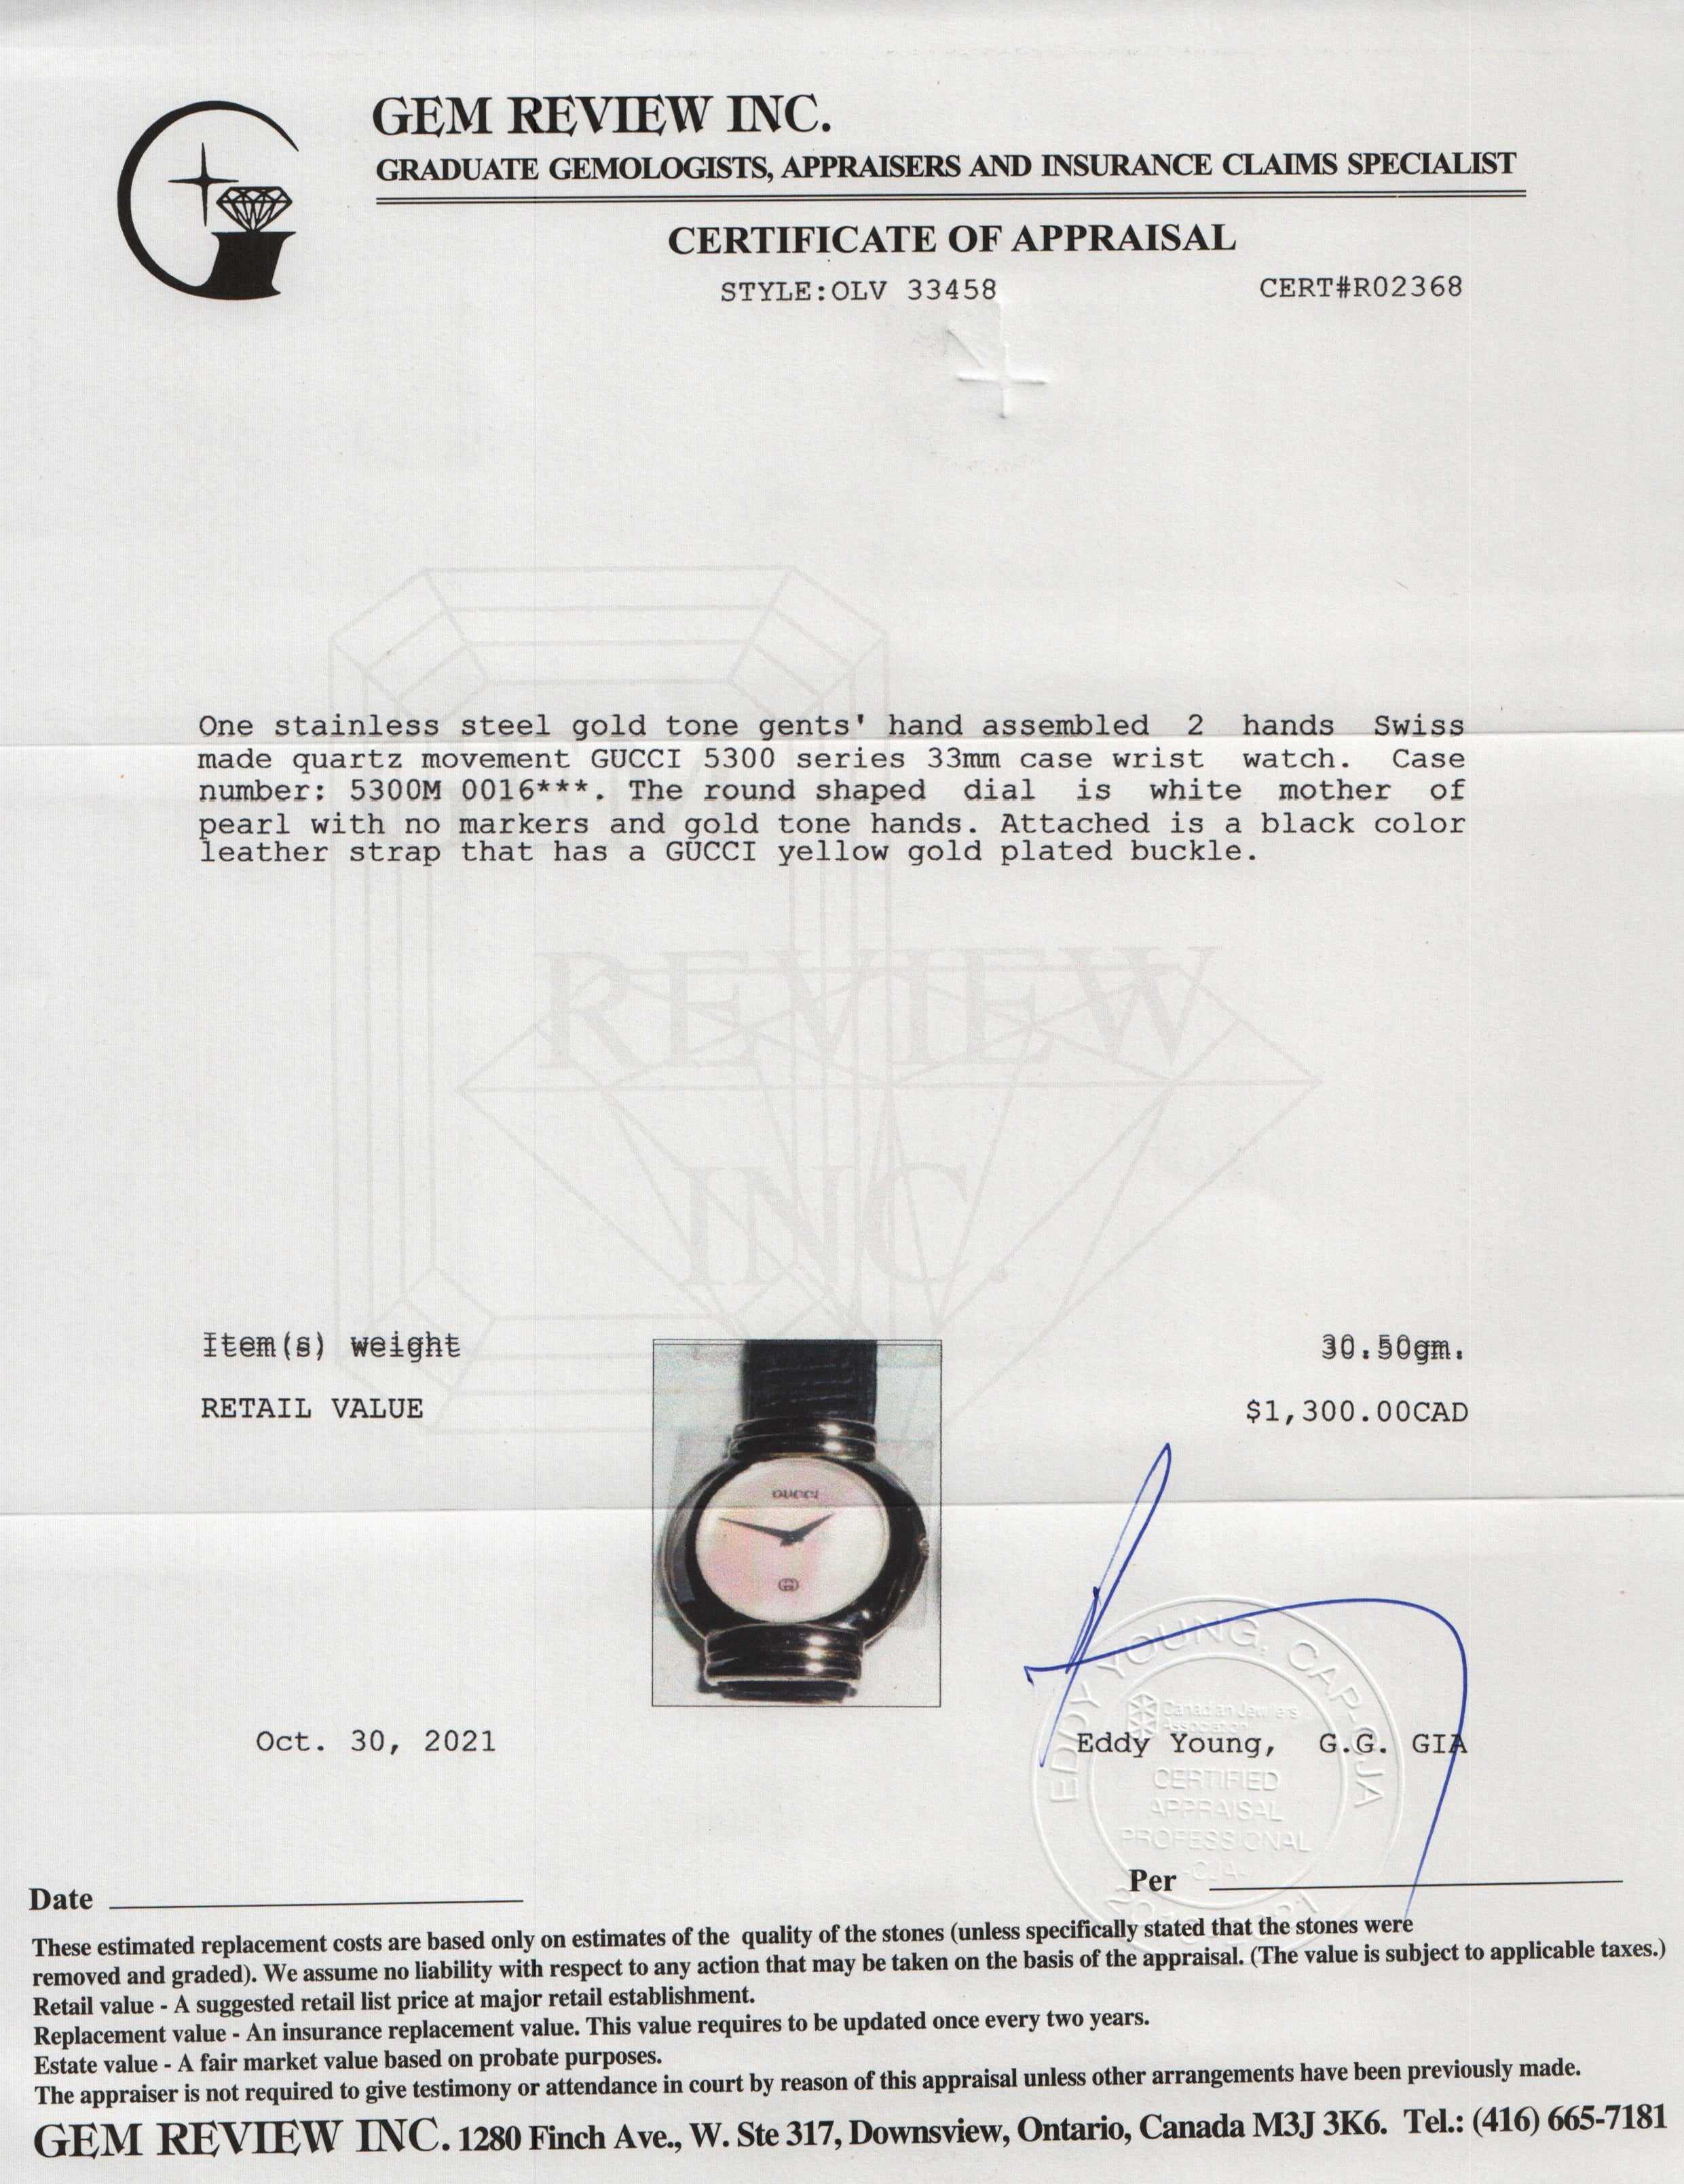 GEM REVIEW INC.
GRADUATE GEMOLOGISTS, APPRAISERS AND INSURANCE CLAIMS SPECIALIST
CERTIFICATE OF APPRAISAL
STYLE:OLV 33458 CERT#R02368
One stainless steel gold tone gents' hand assembled 2 hands Swiss
made quartz movement GUCCI 5300 series 33mm case wrist watch. Case
number: 5300M 0016***. The round shaped dial is white mother of
pearl with no markers and gold tone hands. Attached is a black color
leather strap that has a GUCCI yellow gold plated buckle.
REVIEW
INC.
Item(s) weight 30.50gm.
RETAIL VALUE $1,300.00CAD
GUCCI
EDDY YOUNG, CAP-CJA
Canadian Jewellers
Association
Oct. 30, 2021 Eddy Young, G.G. GIA
CERTIFIED
APPRAISAL
PROFESSIONAL
-CJA-
Date Per
These estimated replacement costs are based only on estimates of the quality of the stones (unless specifically stated that the stones were
removed and graded). We assume no liability with respect to any action that may be taken on the basis of the appraisal. (The value is subject to applicable taxes.)
Retail value - A suggested retail list price at major retail establishment.
Replacement value - An insurance replacement value. This value requires to be updated once every two years.
Estate value - A fair market value based on probate purposes.
The appraiser is not required to give testimony or attendance in court by reason of this appraisal unless other arrangements have been previously made.
GEM REVIEW INC. 1280 Finch Ave., W. Ste 317, Downsview, Ontario, Canada M3J 3K6. Tel.: (416) 665-7181